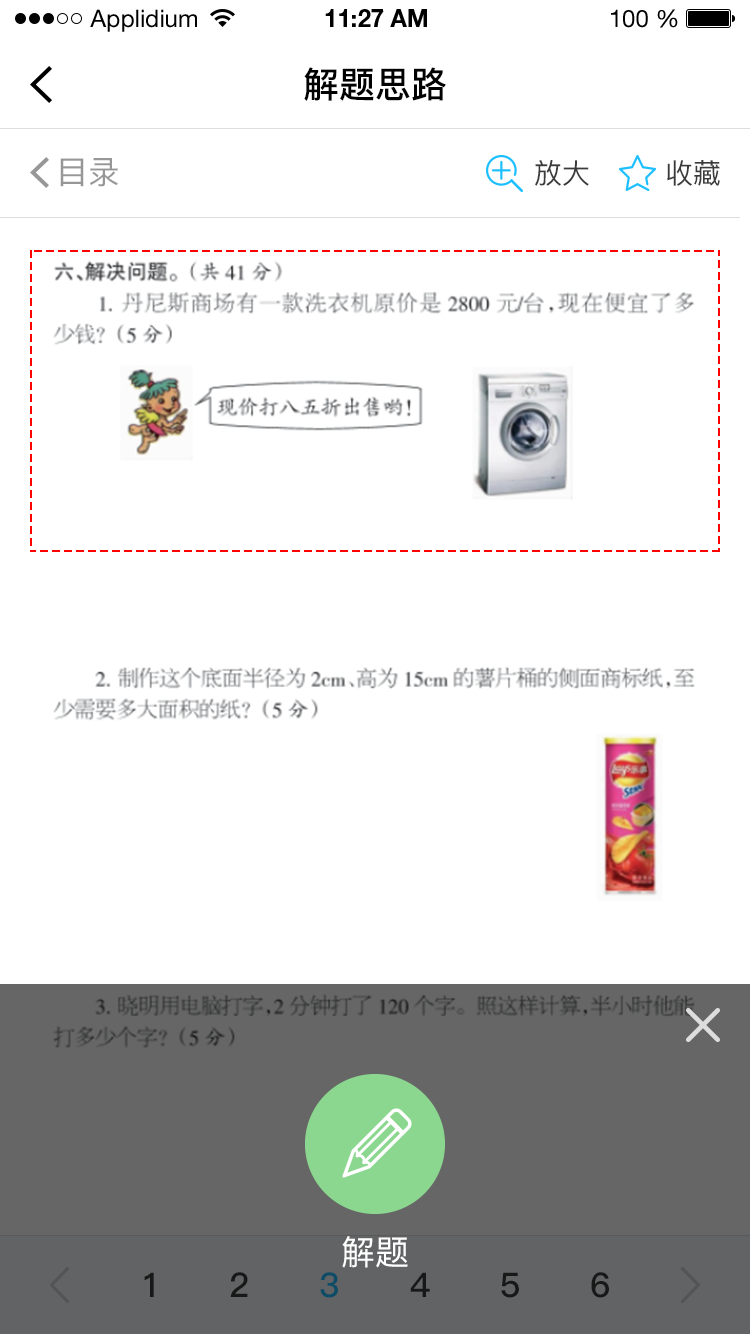 Applidium 11:27 AM 100 %
解题思路
目录 放大 收藏
六、解决问题。(共 41 分)
1. 丹尼斯商场有一款洗衣机原价是 2800 元/台,现在便宜了多
少钱?(5 分)
现价打八五折出售哟!
2. 制作这个底面半径为 2cm、高为 15cm 的薯片桶的侧面商标纸,至
少需要多大面积的纸?(5 分)
3. 晓明用电脑打字,2 分钟打了 120 个字。照这样计算,半小时他能
打多少个字?(5 分)
解题
1 2 3 4 5 6